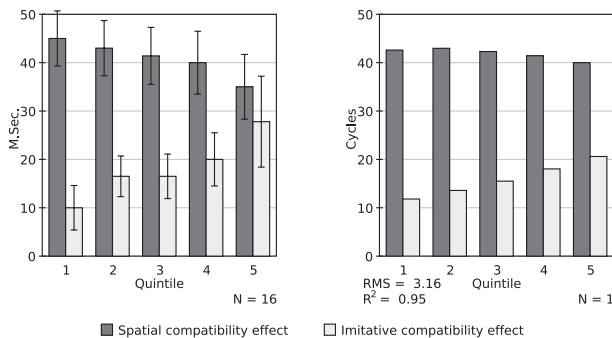 50
40
30
20
10
0
M.Sec.
1 2 3 4 5
Quintile
N = 16
50
40
30
20
10
0
Cycles
1 2 3 4 5
RMS = 3.16 Quintile
R2 = 0.95 N = 1
Spatial compatibility effect Imitative compatibility effect